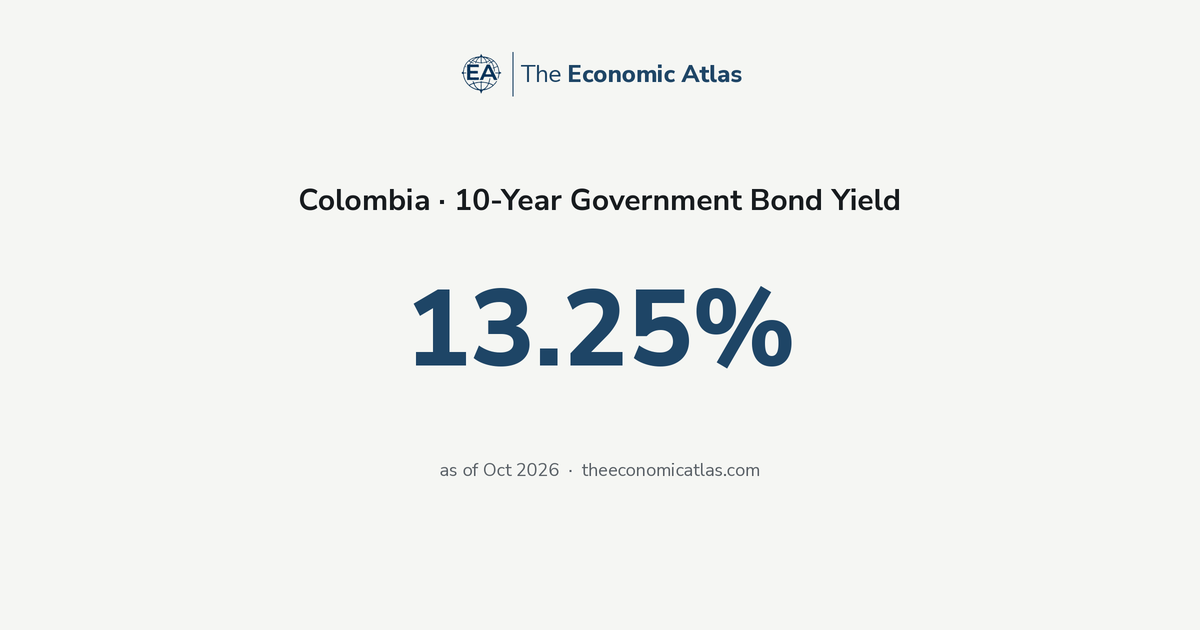 EA The Economic Atlas
Colombia · 10-Year Government Bond Yield
13.25%
as of Oct 2026 · theeconomicatlas.com